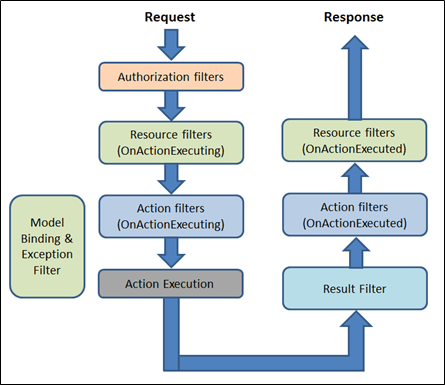 Request
Response
Authorization filters
Resource filters
(OnActionExecuting)
Resource filters
(OnActionExecuted)
Model
Binding &
Exception
Filter
Action filters
(OnActionExecuting)
Action filters
(OnActionExecuted)
Action Execution
Result Filter